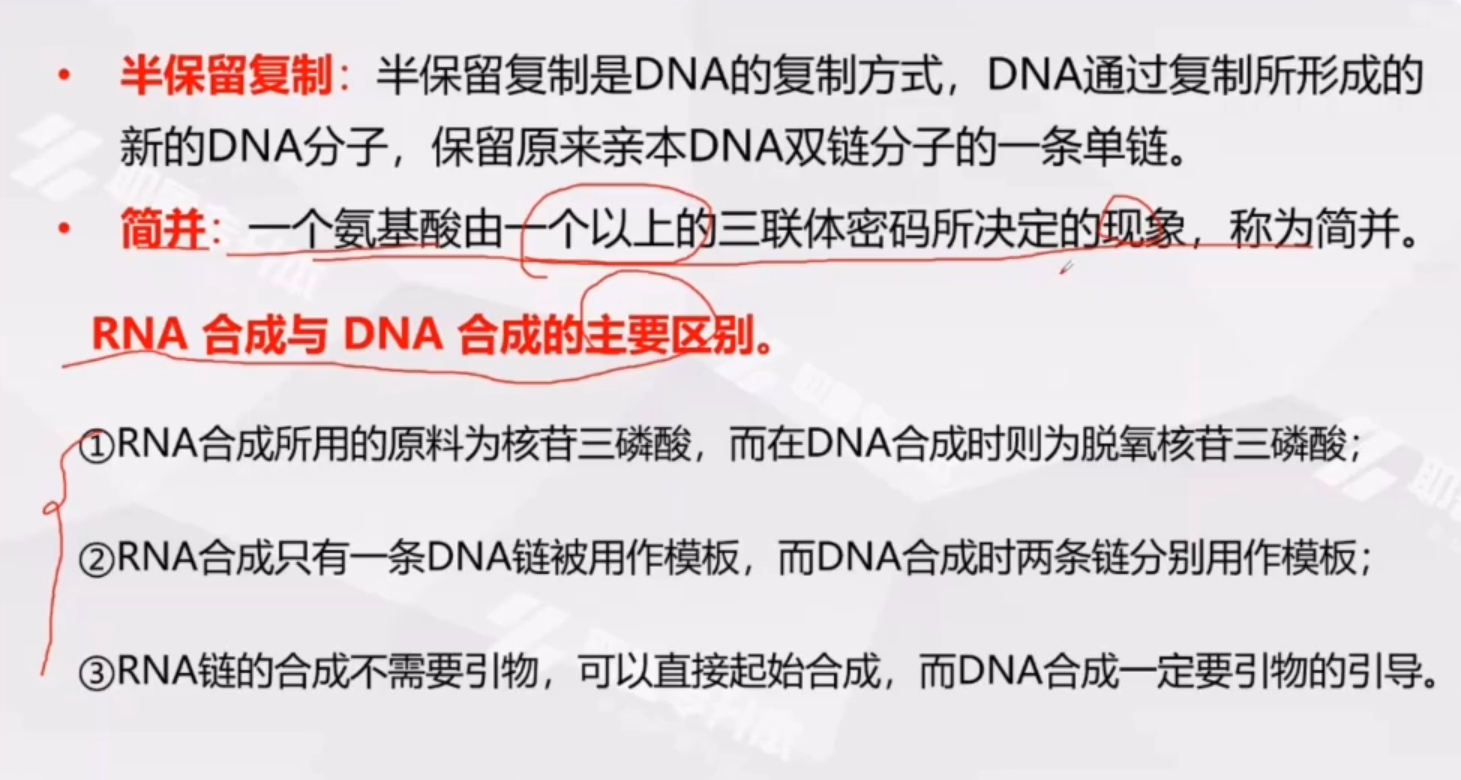 • 半保留复制：半保留复制是DNA的复制方式，DNA通过复制所形成的
新的DNA分子，保留原来亲本DNA双链分子的一条单链。
• 简并：一个氨基酸由一个以上的三联体密码所决定的现象，称为简并。
RNA 合成与 DNA 合成的主要区别。
①RNA合成所用的原料为核苷三磷酸，而在DNA合成时则为脱氧核苷三磷酸；
②RNA合成只有一条DNA链被用作模板，而DNA合成时两条链分别用作模板；
③RNA链的合成不需要引物，可以直接起始合成，而DNA合成一定要引物的引导。